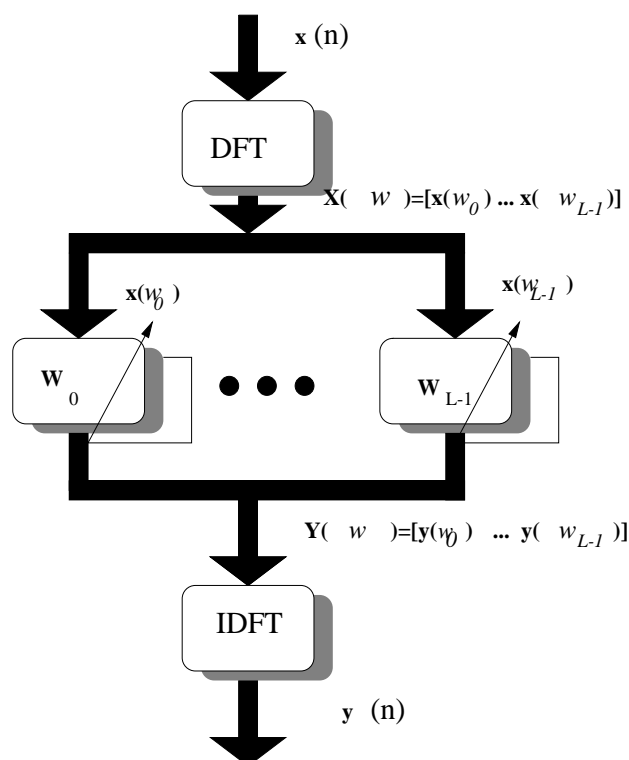 x (n)
DFT
X( w )=[x(w0) ... x( wL-1)]
x(w0)
x(wL-1)
W0
WL-1
Y( w )=[y(w0) ... y( wL-1)]
IDFT
y (n)